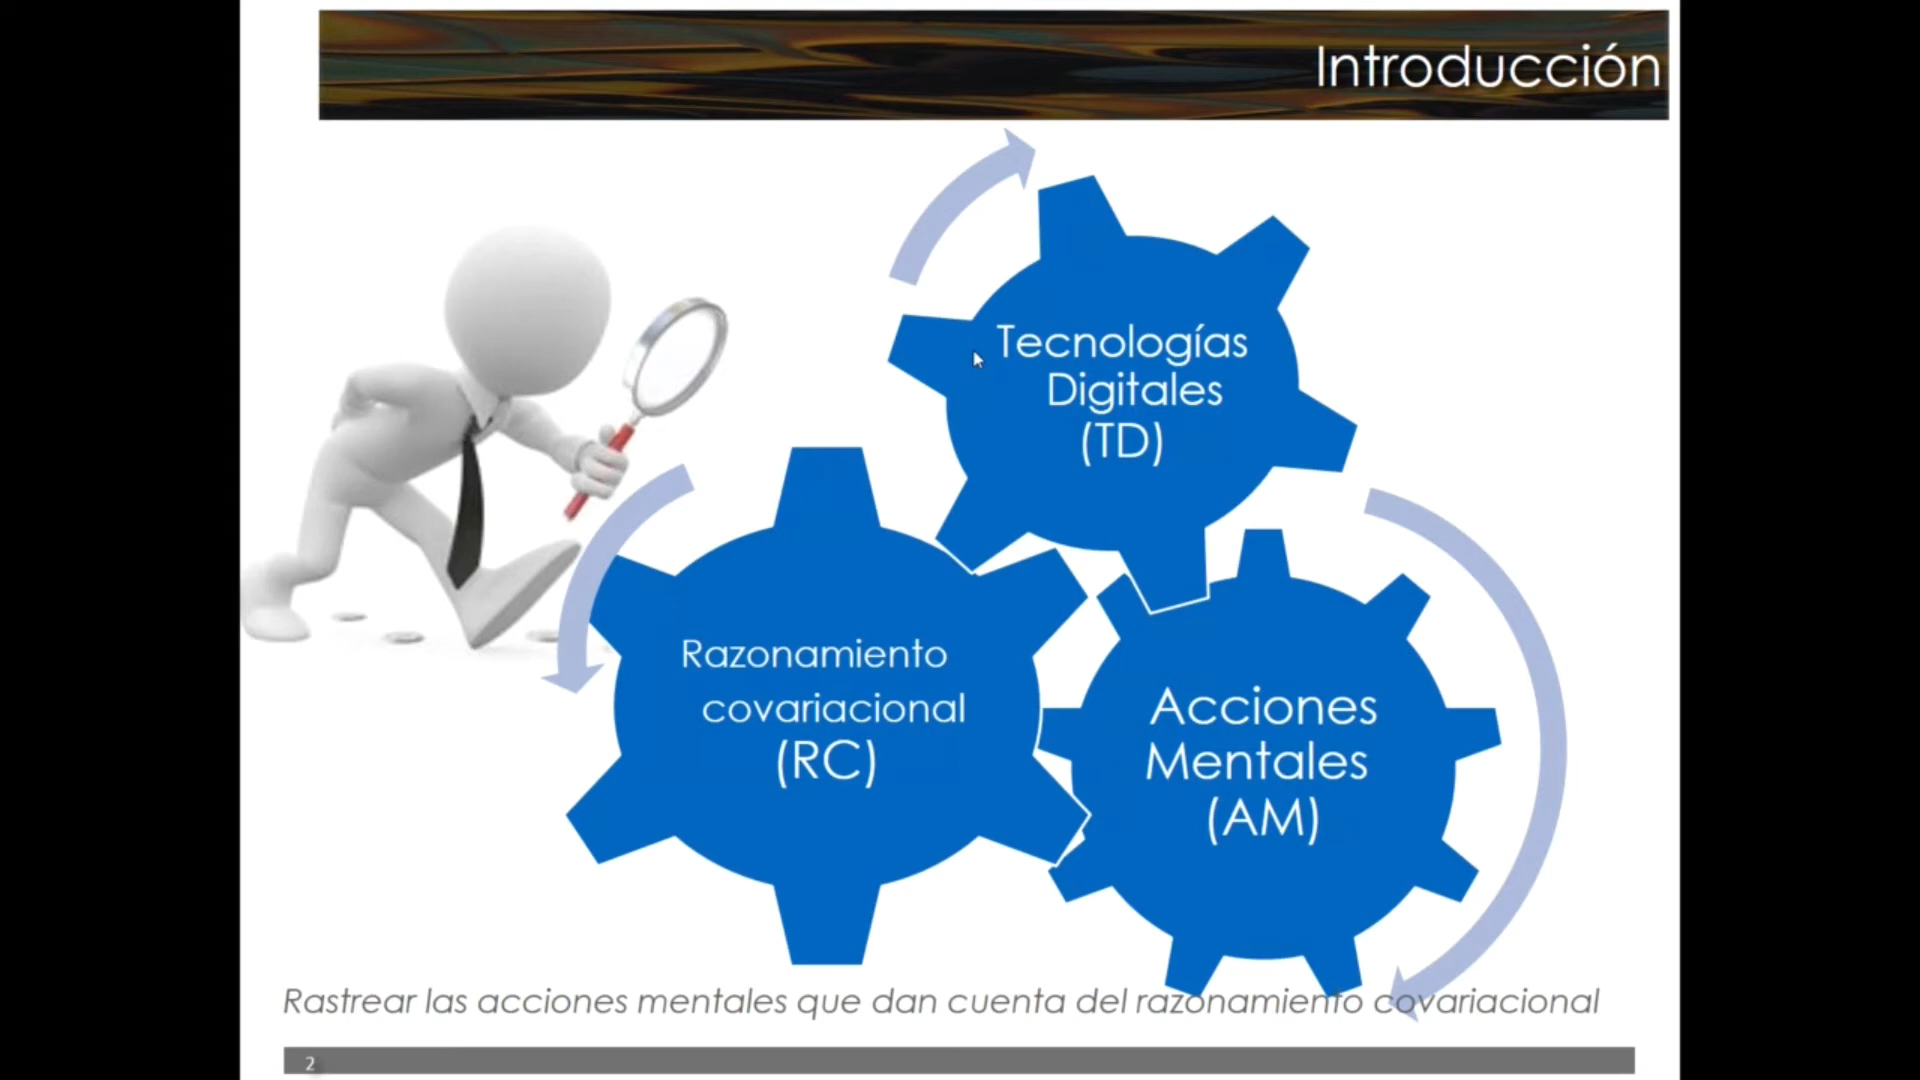 Introducción
Tecnologías
Digitales
(TD)
Razonamiento
covariacional
(RC)
Acciones
Mentales
(AM)
Rastrear las acciones mentales que dan cuenta del razonamiento covariacional
2